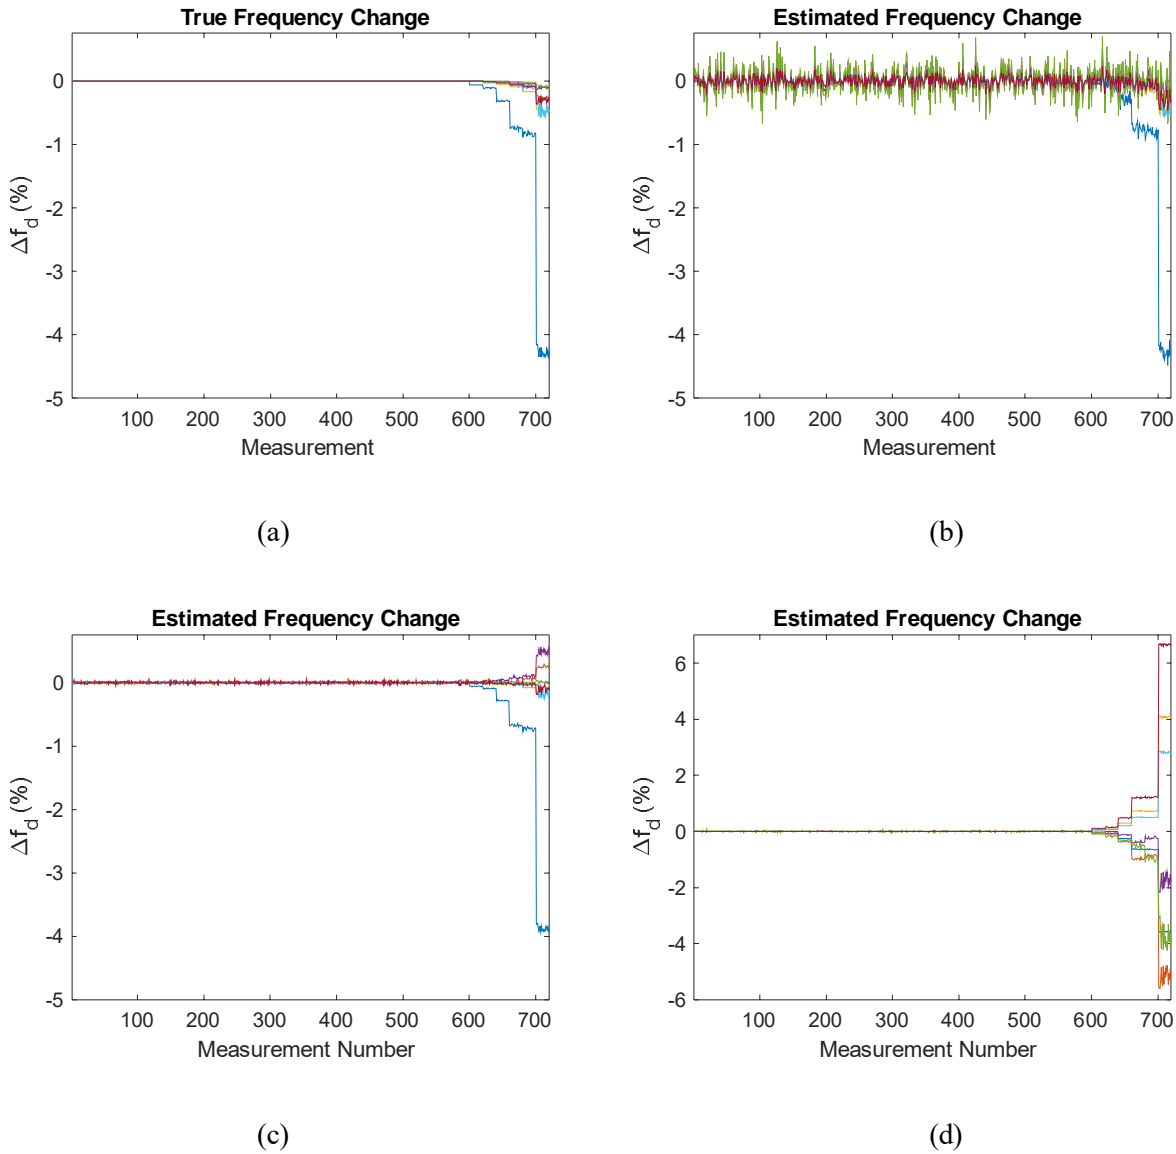 True Frequency Change
0
-1
-2
-3
-4
-5
Δf_d (%)
100 200 300 400 500 600 700
Measurement
(a)
Estimated Frequency Change
0
-1
-2
-3
-4
-5
Δf_d (%)
100 200 300 400 500 600 700
Measurement
(b)
Estimated Frequency Change
0
-1
-2
-3
-4
-5
Δf_d (%)
100 200 300 400 500 600 700
Measurement Number
(c)
Estimated Frequency Change
6
4
2
0
-2
-4
-6
Δf_d (%)
100 200 300 400 500 600 700
Measurement Number
(d)